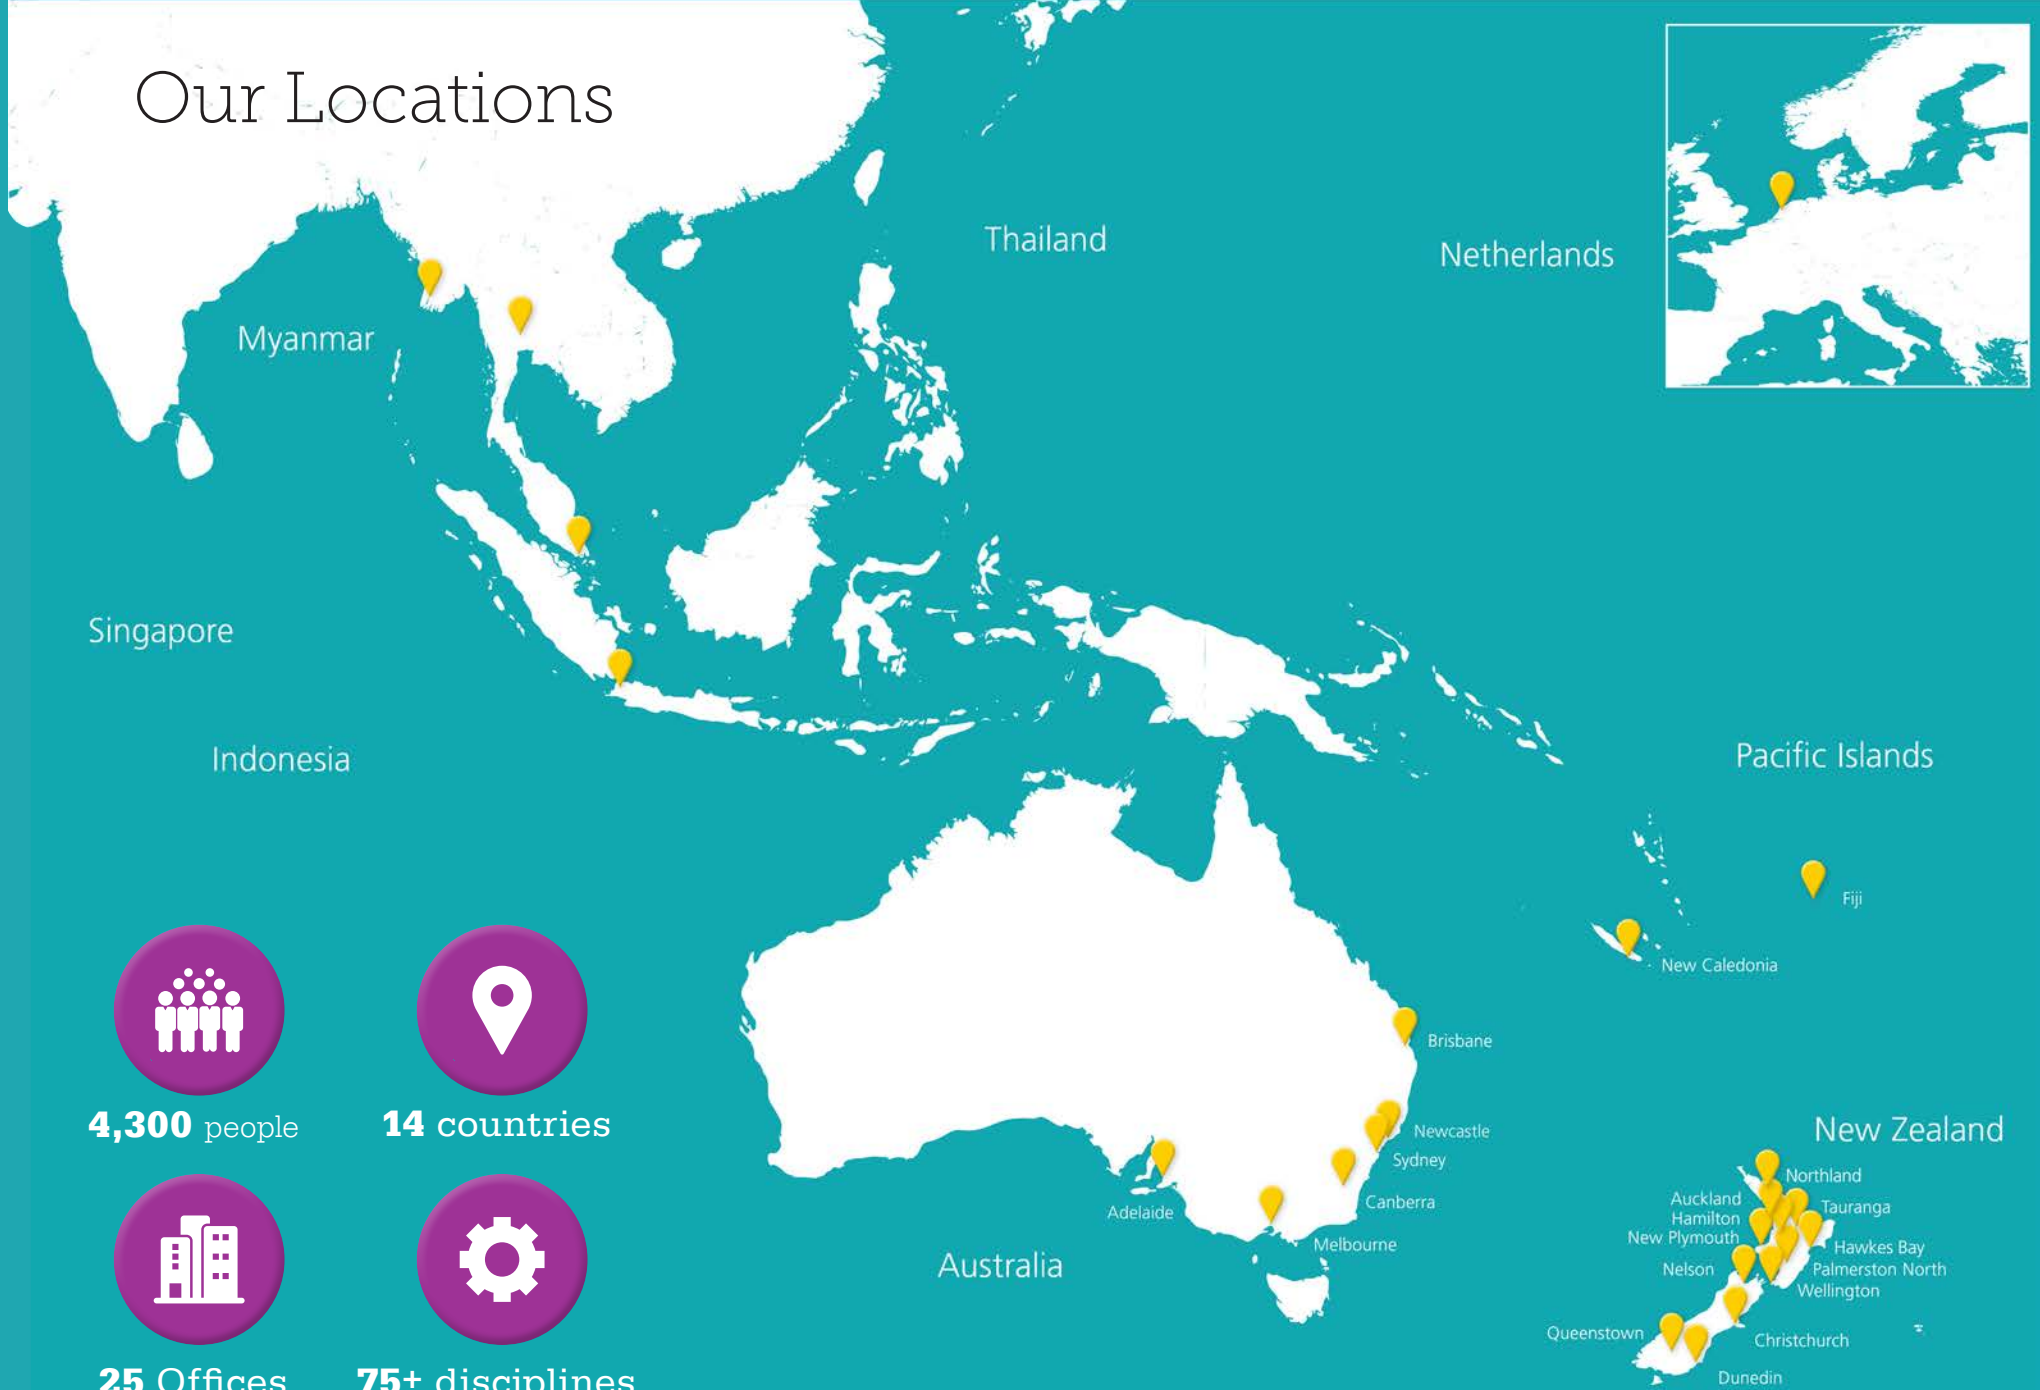 Our Locations
Thailand
Netherlands
Myanmar
Singapore
Indonesia
Pacific Islands
Fiji
New Caledonia
Brisbane
Newcastle
Sydney
Canberra
Adelaide
Melbourne
Australia
New Zealand
Northland
Auckland
Tauranga
Hamilton
New Plymouth
Hawkes Bay
Nelson
Palmerston North
Wellington
Queenstown
Christchurch
Dunedin
4,300 people
14 countries
25 Offices
75+ disciplines